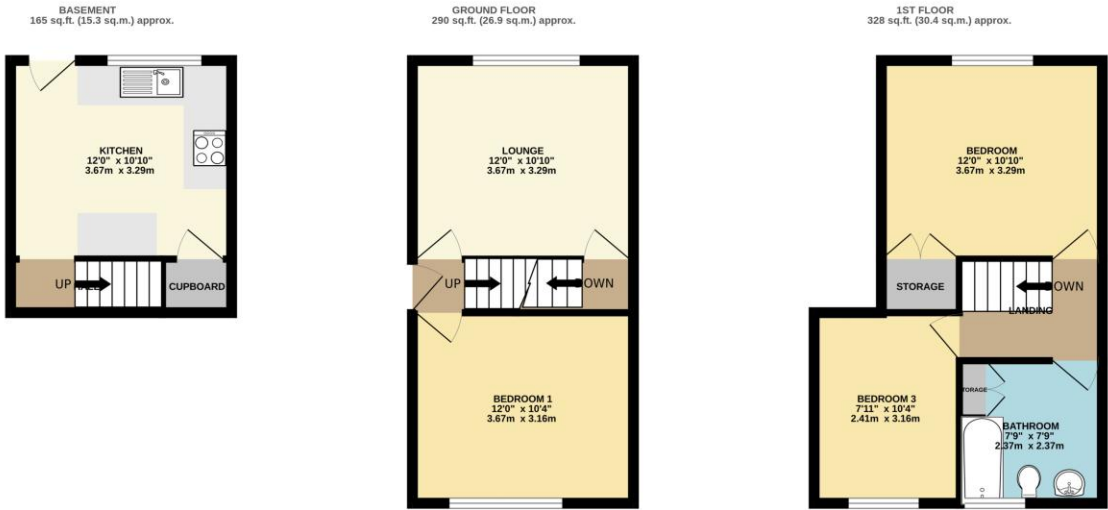 BASEMENT
165 sq.ft. (15.3 sq.m.) approx.
KITCHEN
12'0" x 10'10"
3.67m x 3.29m
UP
CUPBOARD
GROUND FLOOR
290 sq.ft. (26.9 sq.m.) approx.
LOUNGE
12'0" x 10'10"
3.67m x 3.29m
UP
DOWN
BEDROOM 1
12'0" x 10'4"
3.67m x 3.16m
1ST FLOOR
328 sq.ft. (30.4 sq.m.) approx.
BEDROOM
12'0" x 10'10"
3.67m x 3.29m
STORAGE
DOWN
LANDING
BEDROOM 3
7'11" x 10'4"
2.41m x 3.16m
TORAGE
BATHROOM
7'9" x 7'9"
2.37m x 2.37m